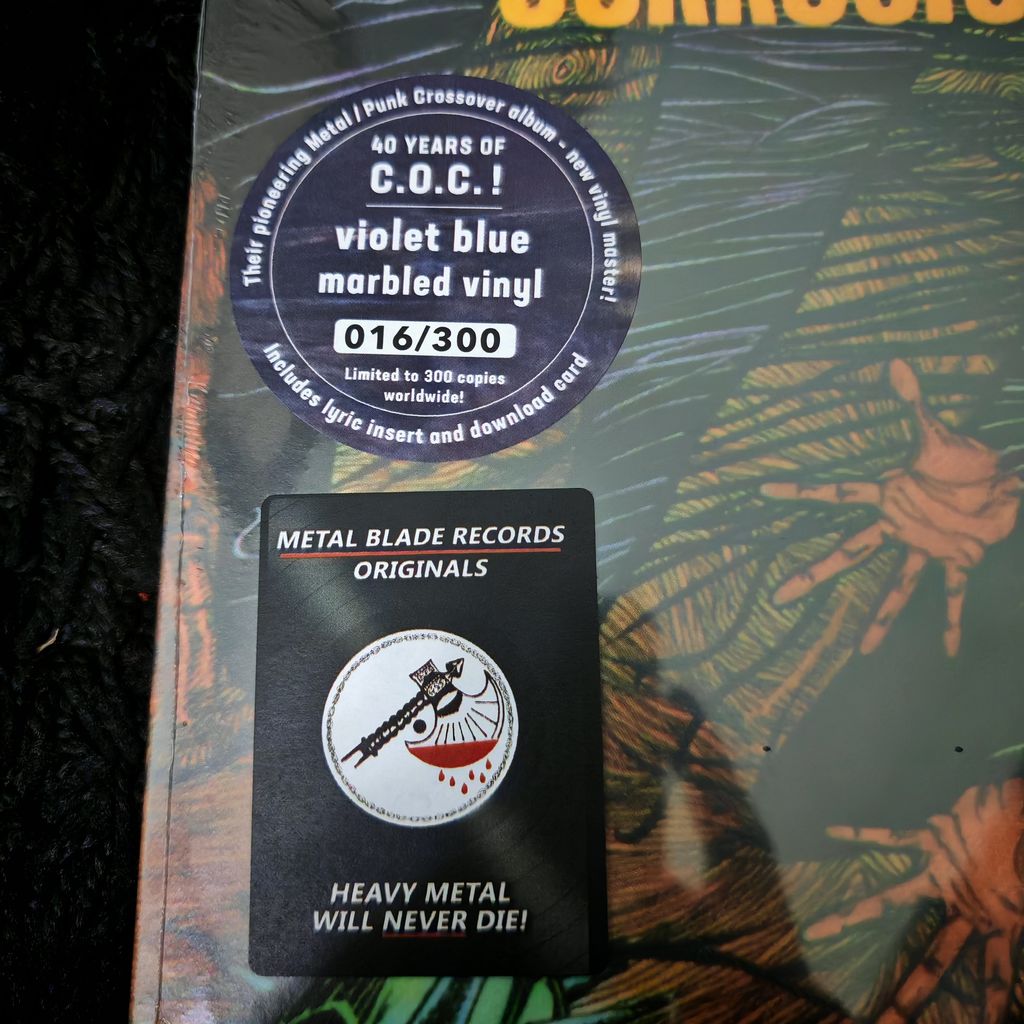 Their pioneering Metal / Punk Crossover album - new vinyl master!
40 YEARS OF
C.O.C. !
violet blue
marbled vinyl
016/300
Limited to 300 copies
worldwide!
Includes lyric insert and download card
METAL BLADE RECORDS
ORIGINALS
HEAVY METAL
WILL NEVER DIE!